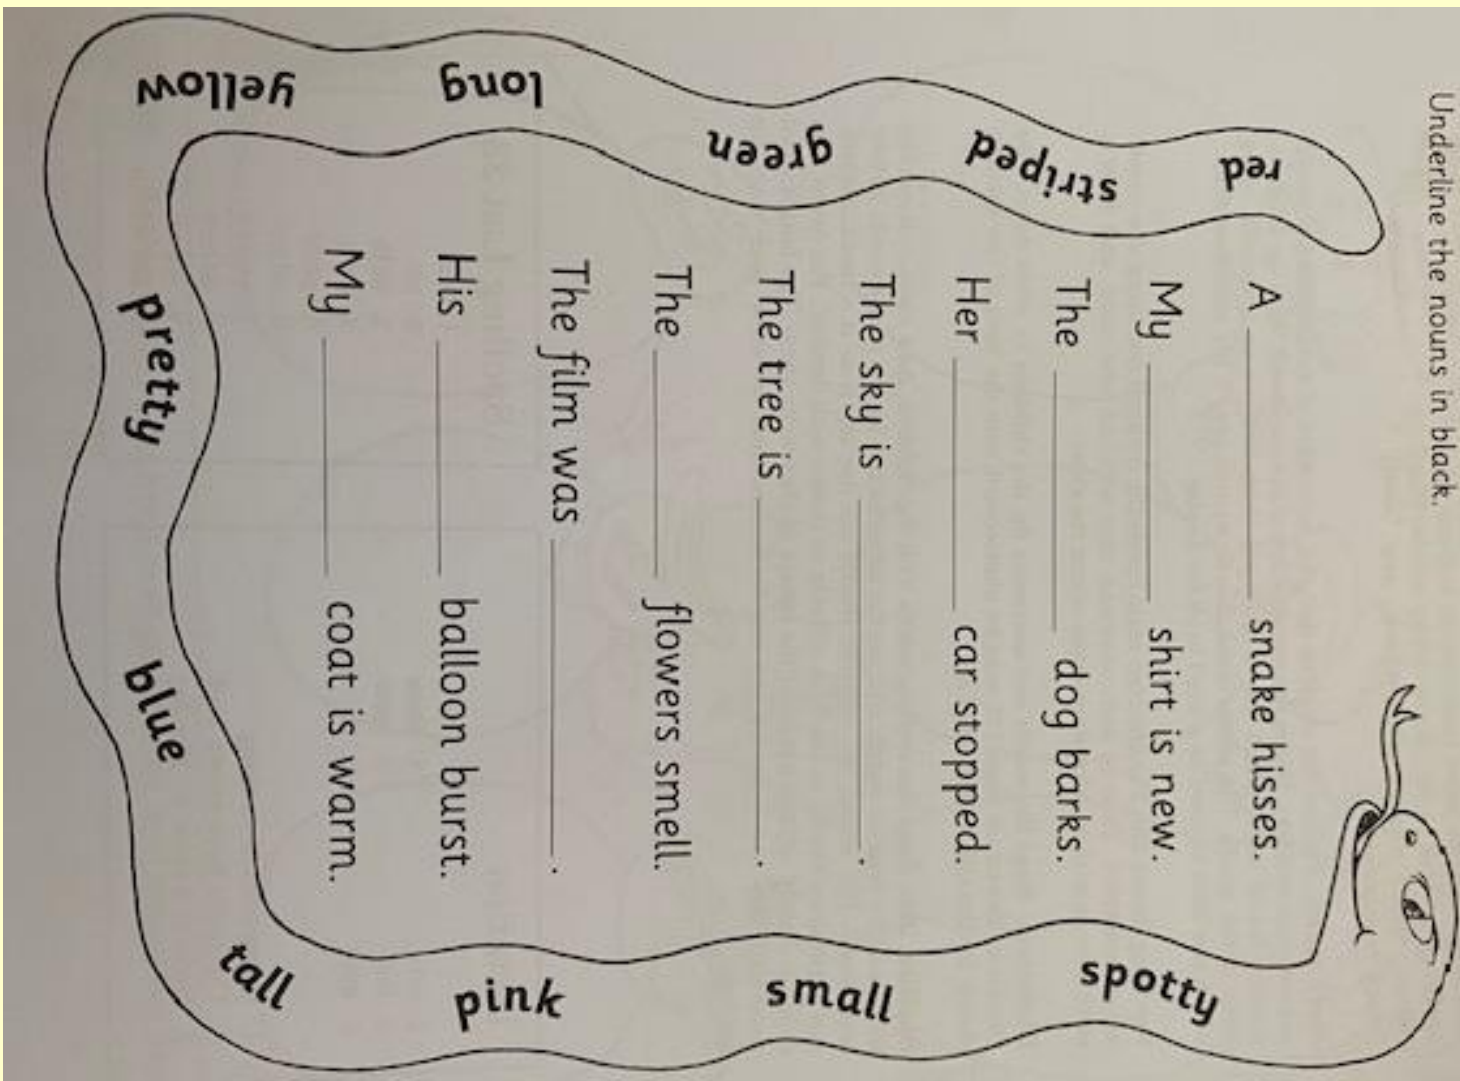 Underline the nouns in black.
A ______ snake hisses.
My ______ shirt is new.
The ______ dog barks.
Her ______ car stopped.
The sky is ______.
The tree is ______.
The ______ flowers smell.
The film was ______.
His ______ balloon burst.
My ______ coat is warm.
red
striped
green
long
yellow
pretty
blue
tall
pink
small
spotty